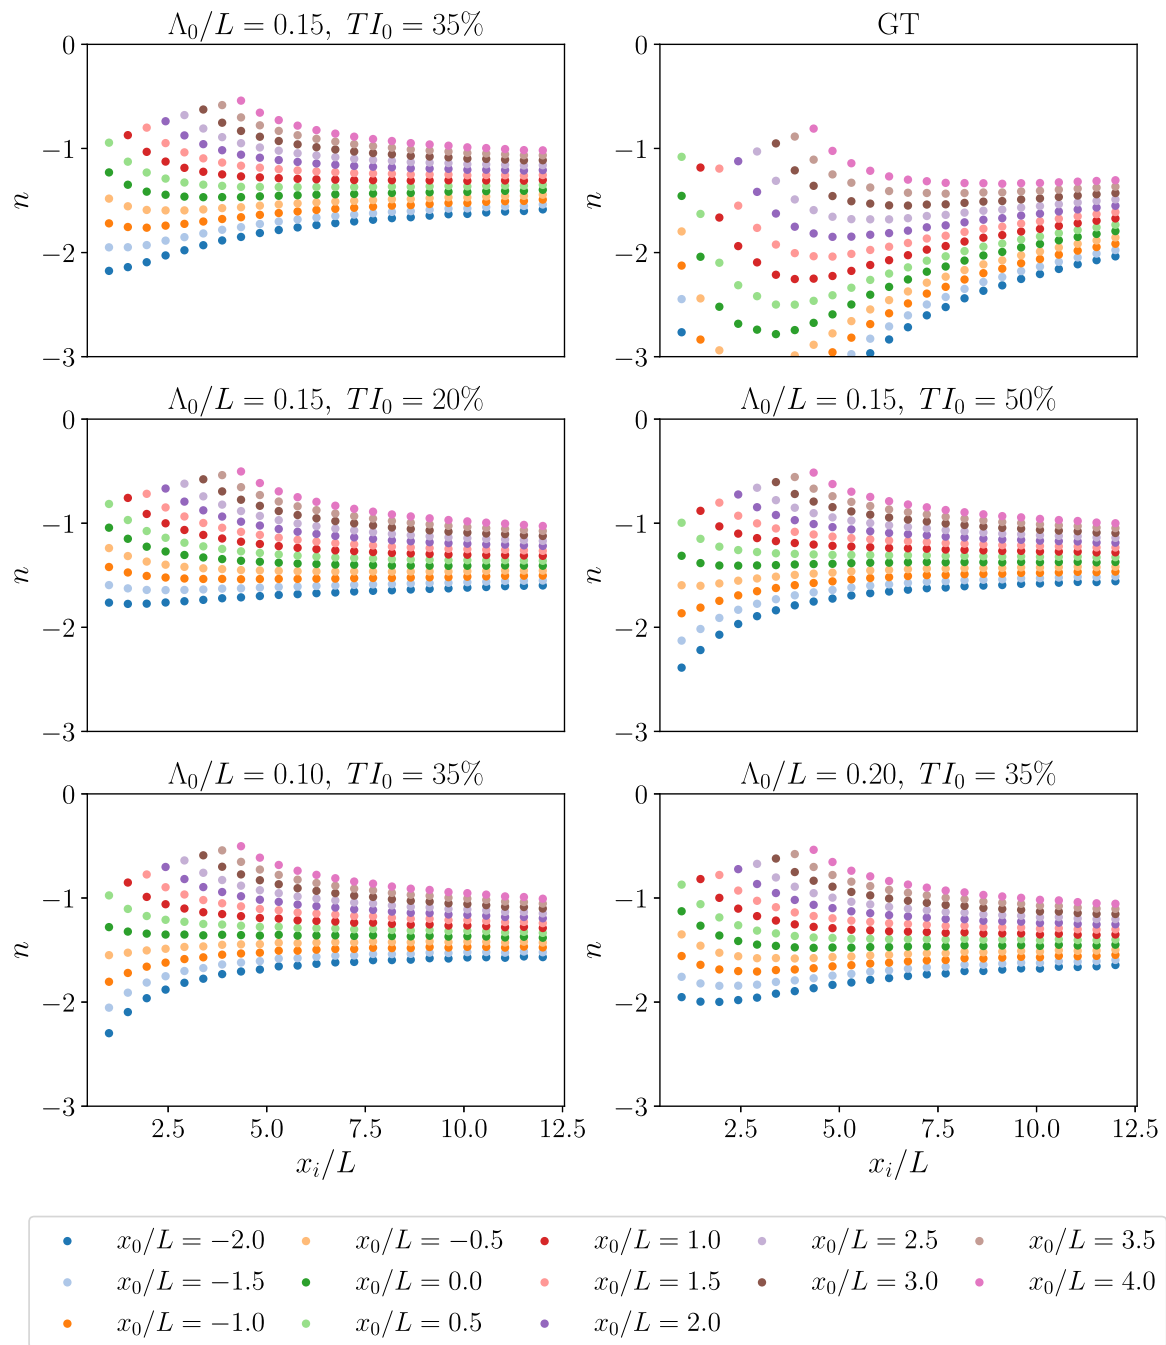 Λ₀/L = 0.15, TI₀ = 35%
GT
0
−1
−2
−3
n
0
−1
−2
−3
n
Λ₀/L = 0.15, TI₀ = 20%
Λ₀/L = 0.15, TI₀ = 50%
0
−1
−2
−3
n
0
−1
−2
−3
n
Λ₀/L = 0.10, TI₀ = 35%
Λ₀/L = 0.20, TI₀ = 35%
0
−1
−2
−3
n
0
−1
−2
−3
n
2.5 5.0 7.5 10.0 12.5
2.5 5.0 7.5 10.0 12.5
xᵢ/L
xᵢ/L
x₀/L = −2.0
x₀/L = −1.5
x₀/L = −1.0
x₀/L = −0.5
x₀/L = 0.0
x₀/L = 0.5
x₀/L = 1.0
x₀/L = 1.5
x₀/L = 2.0
x₀/L = 2.5
x₀/L = 3.0
x₀/L = 3.5
x₀/L = 4.0